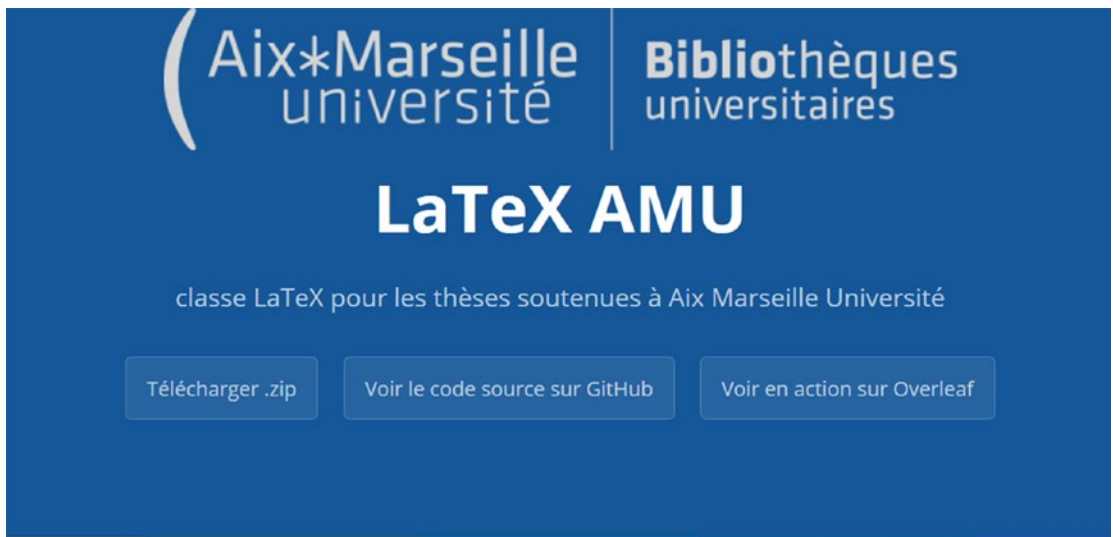 Aix*Marseille
université
Bibliothèques
universitaires
LaTeX AMU
classe LaTeX pour les thèses soutenues à Aix Marseille Université
Télécharger .zip
Voir le code source sur GitHub
Voir en action sur Overleaf